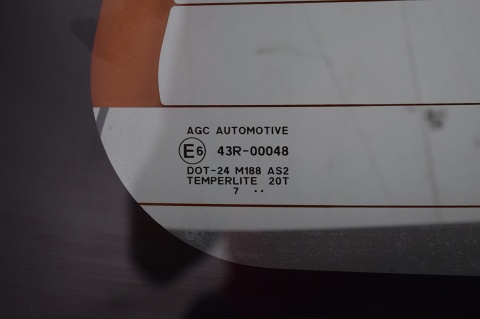 AGC AUTOMOTIVE
E6 43R-00048
DOT-24 M188 AS2
TEMPERLITE 20T
7 ··